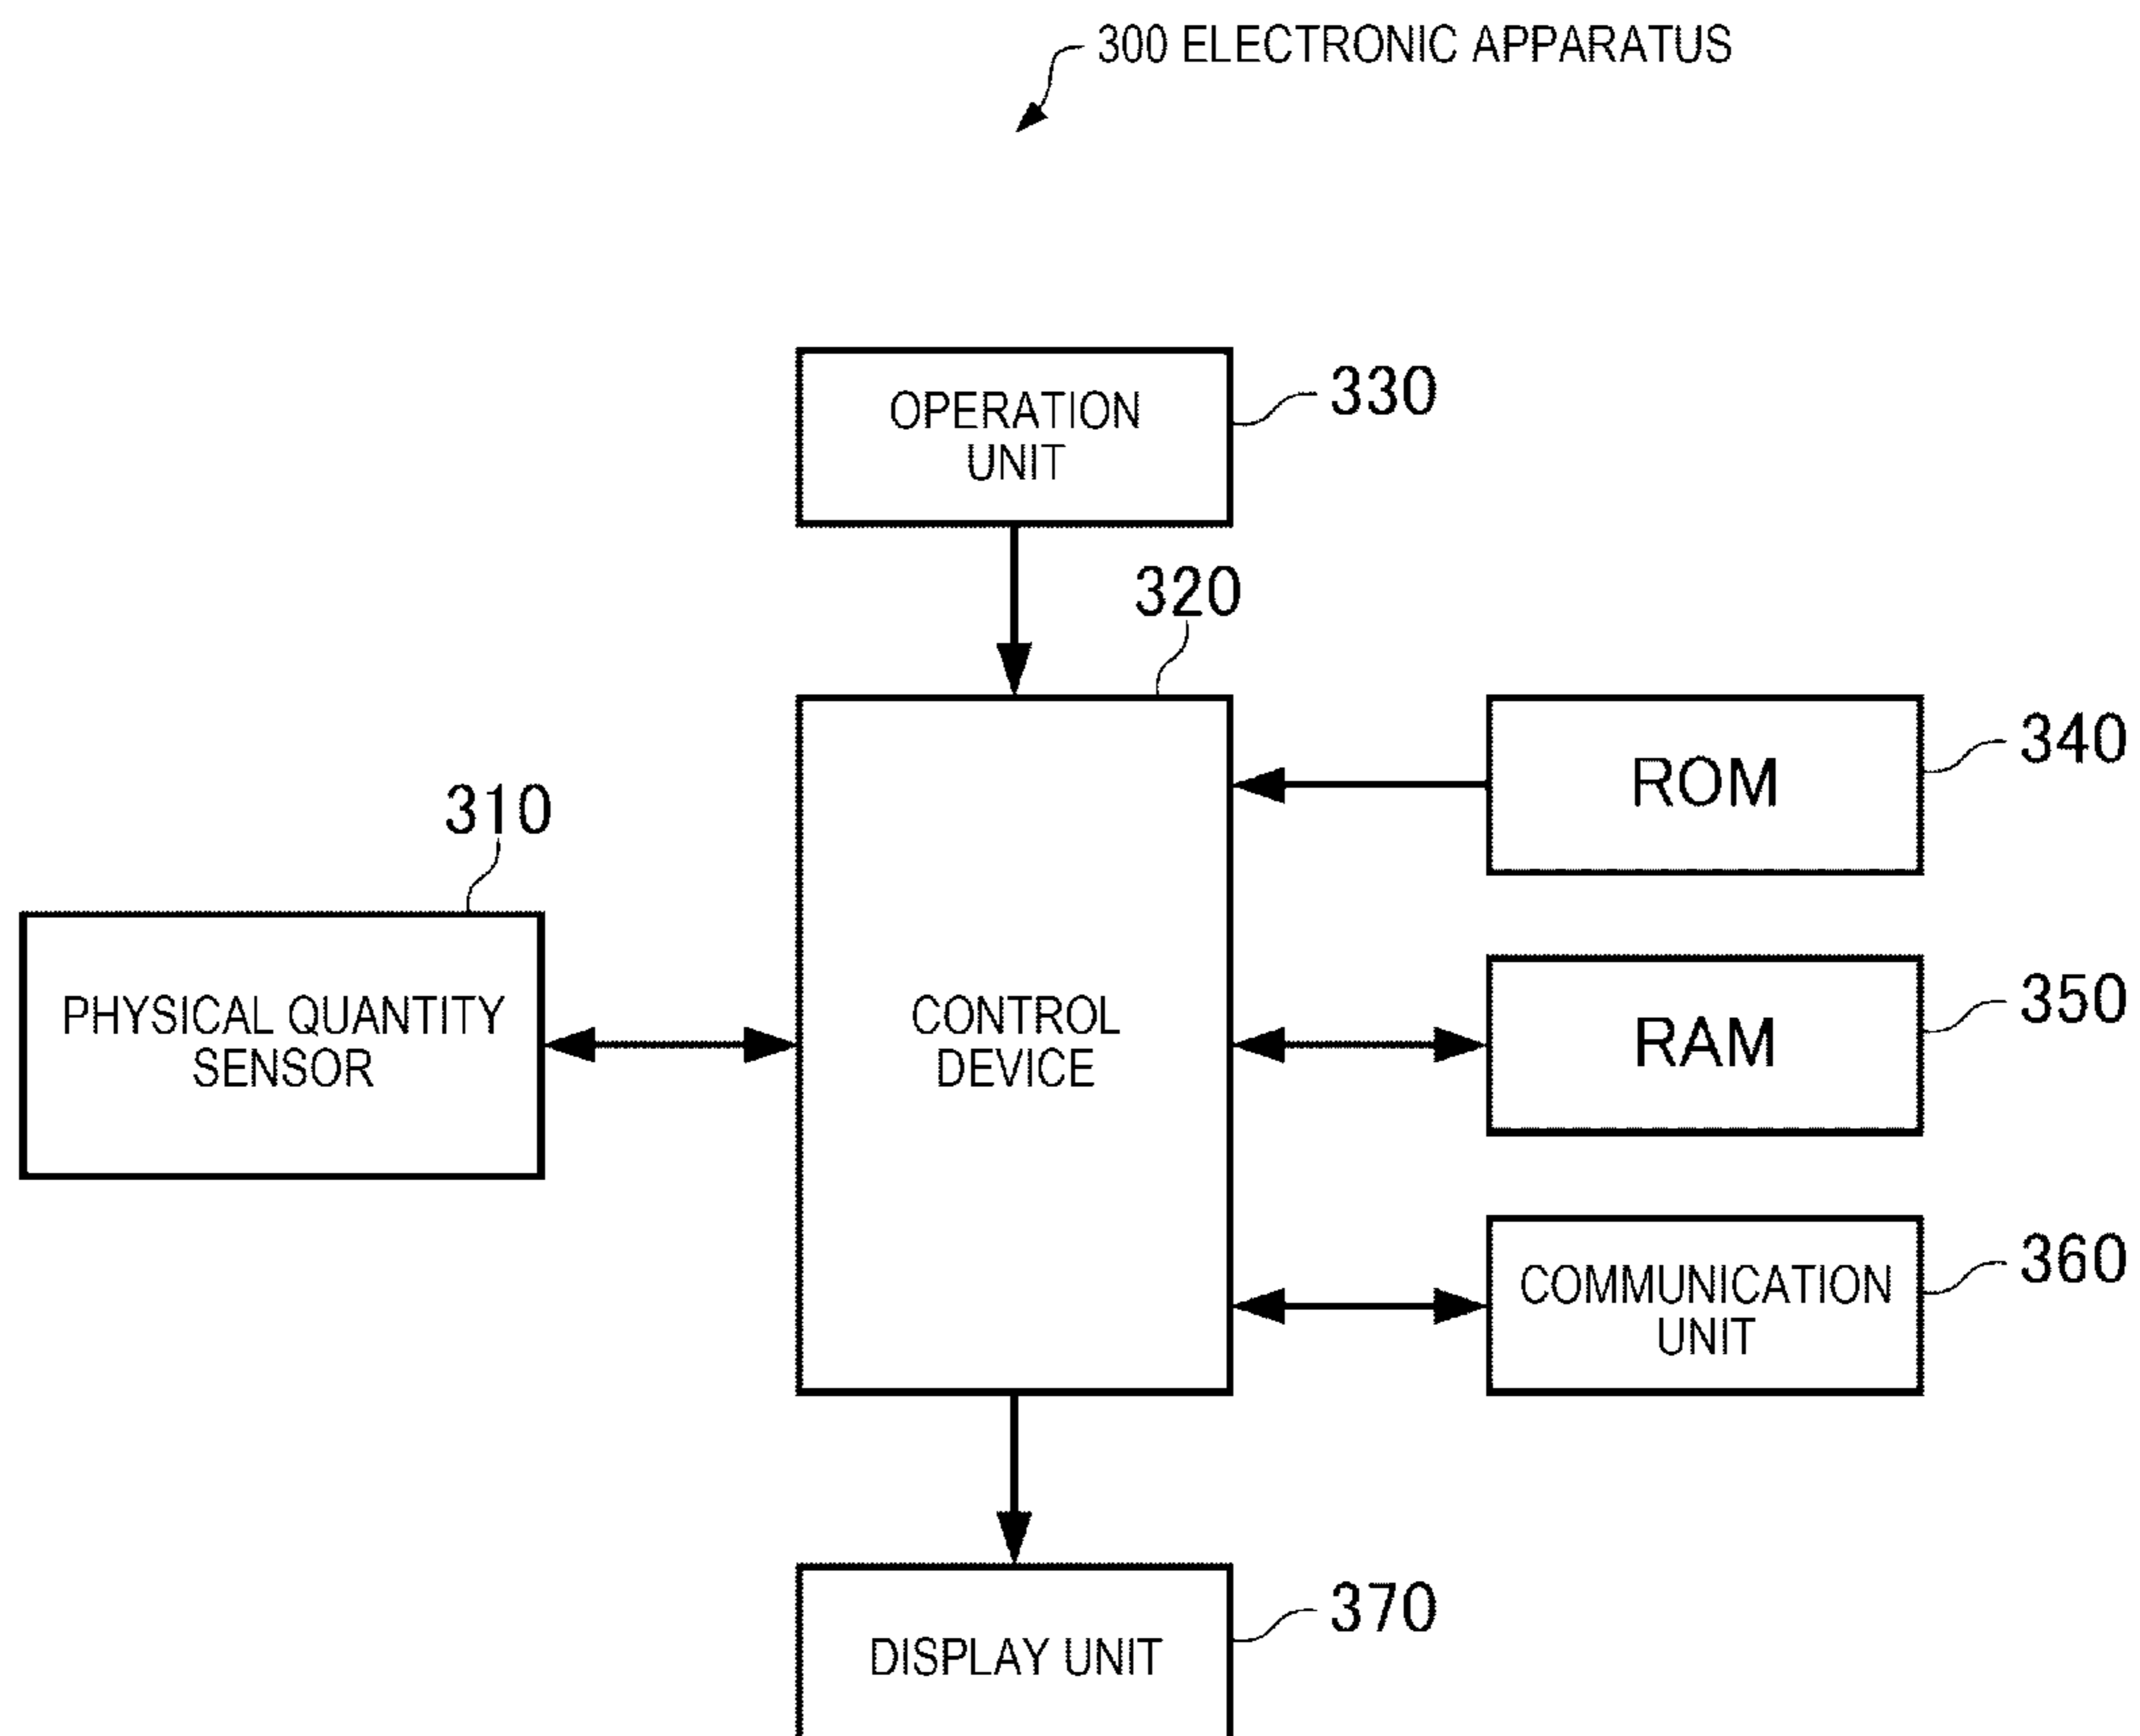 300 ELECTRONIC APPARATUS
OPERATION
UNIT
330
320
ROM
340
310
PHYSICAL QUANTITY
SENSOR
CONTROL
DEVICE
RAM
350
COMMUNICATION
UNIT
360
DISPLAY UNIT
370